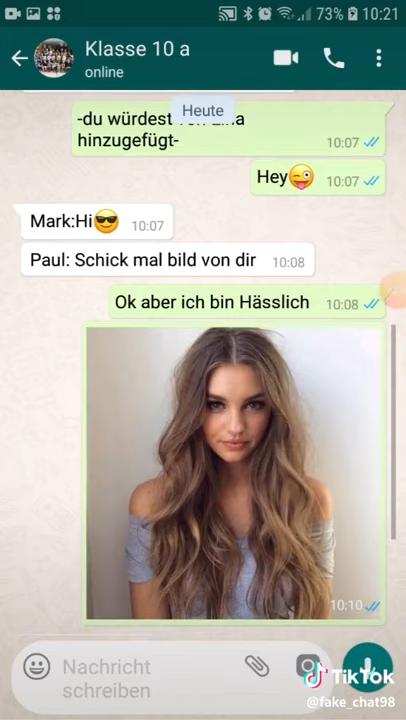 73% 10:21
Klasse 10 a
online
Heute
-du würdest von
hinzugefügt-
10:07
Hey😜 10:07
Mark:Hi😎 10:07
Paul: Schick mal bild von dir 10:08
Ok aber ich bin Hässlich 10:08
10:10
Nachricht
schreiben
TikTok
@fake_chat98